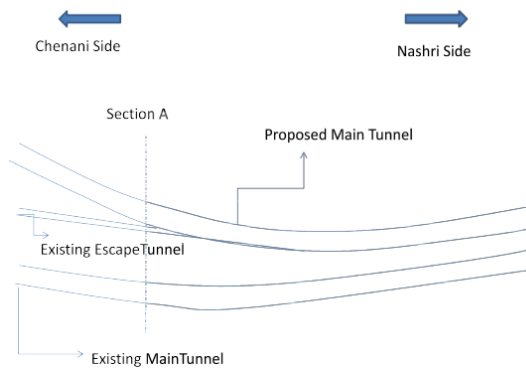 Chenani Side
Nashri Side
Section A
Proposed Main Tunnel
Existing EscapeTunnel
Existing MainTunnel